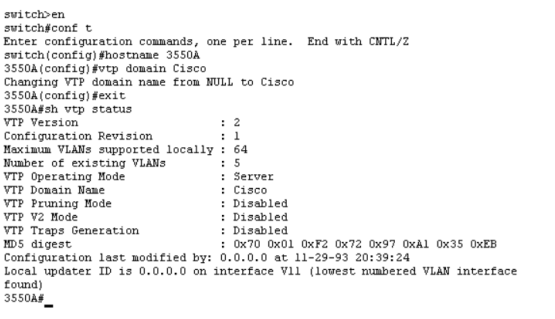 switch>en
switch#conf t
Enter configuration commands, one per line.  End with CNTL/Z
switch(config)#hostname 3550A
3550A(config)#vtp domain Cisco
Changing VTP domain name from NULL to Cisco
3550A(config)#exit
3550A#sh vtp status
VTP Version                     : 2
Configuration Revision          : 1
Maximum VLANs supported locally : 64
Number of existing VLANs        : 5
VTP Operating Mode              : Server
VTP Domain Name                 : Cisco
VTP Pruning Mode                : Disabled
VTP V2 Mode                     : Disabled
VTP Traps Generation            : Disabled
MD5 digest                      : 0x70 0x01 0xF2 0x72 0x97 0xA1 0x35 0xEB
Configuration last modified by: 0.0.0.0 at 11-29-93 20:39:24
Local updater ID is 0.0.0.0 on interface Vl1 (lowest numbered VLAN interface
found)
3550A#_